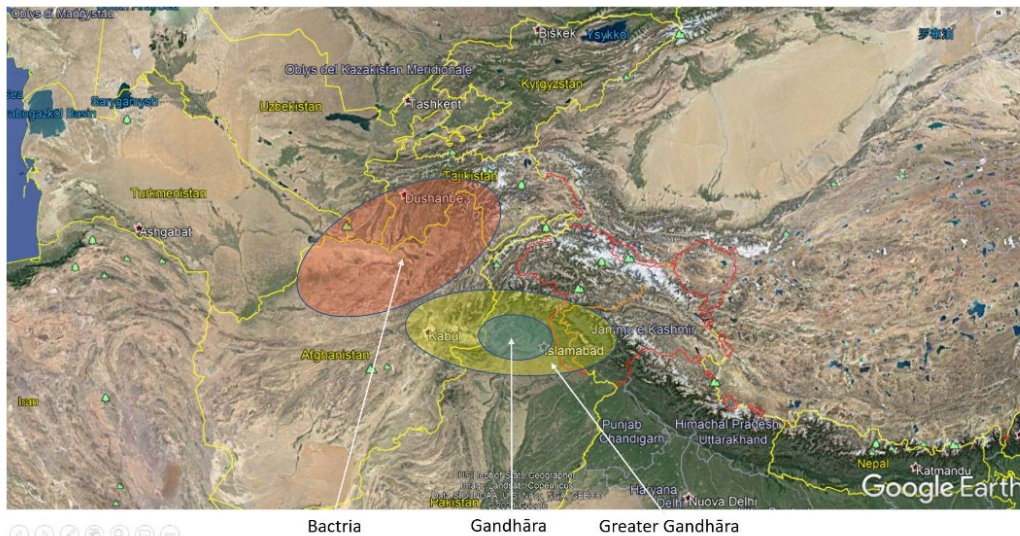 Oblys di Mangystau
Biškek
Ysykköl
罗布泊
Oblys del Kazakistan Meridionale
Kyrgyzstan
Uzbekistan
Tashkent
Sarygamysh
Basin
Tajikistan
Turkmenistan
Dushanbe
Ashgabat
Kabul
Jammu e Kashmir
Islamabad
Afghanistan
Iran
Punjab
Chandigarh
Himachal Pradesh
Uttarakhand
Nepal
Katmandu
Haryana
Delhi
Nuova Delhi
Pakistan
Google Earth
Bactria
Gandhāra
Greater Gandhāra